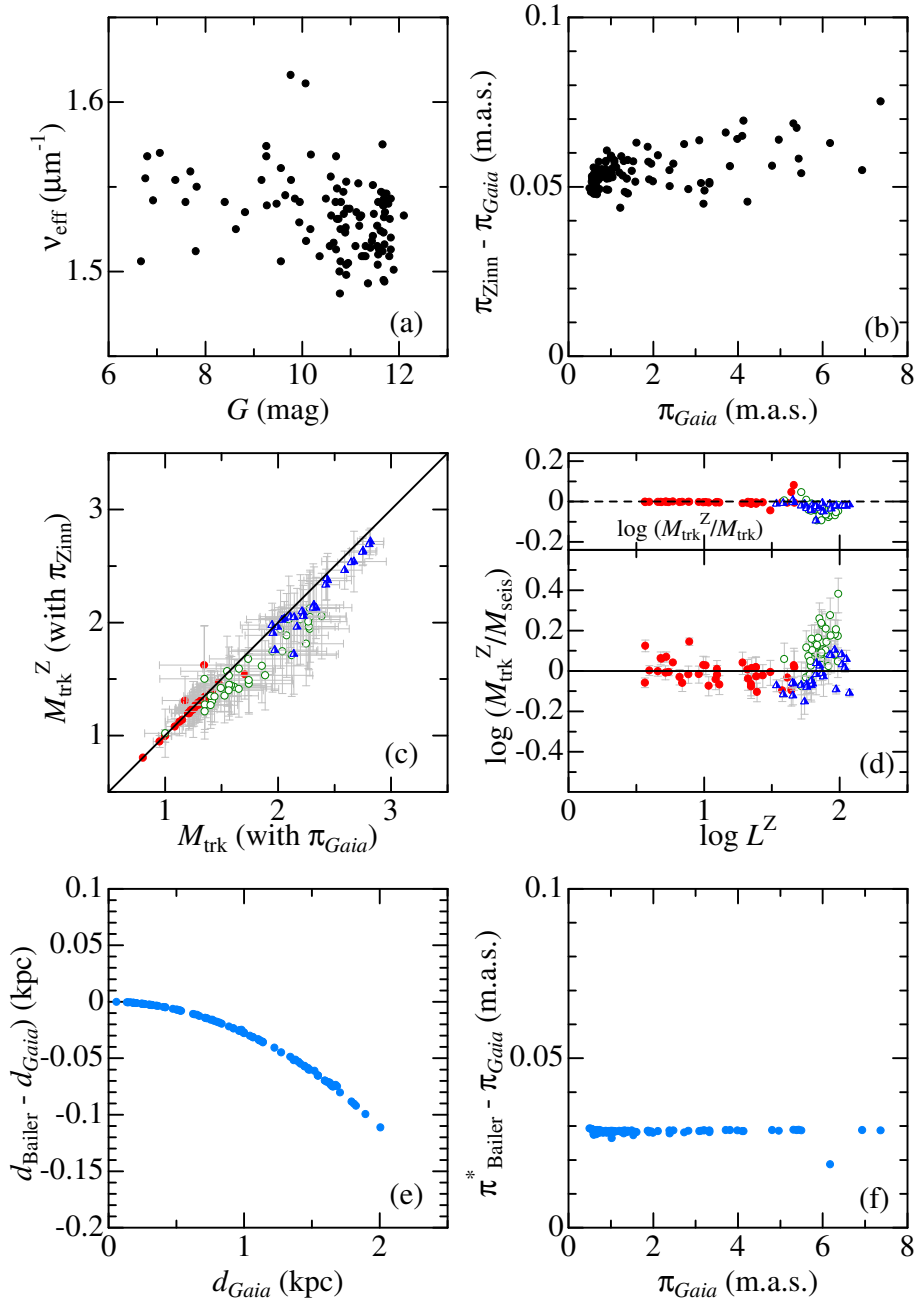 1.6
1.5
ν_eff (μm⁻¹)
6 8 10 12
G (mag)
(a)
0.1
0.05
0
π_Zinn - π_Gaia (m.a.s.)
0 2 4 6 8
π_Gaia (m.a.s.)
(b)
3
2
1
M_trk^Z (with π_Zinn)
1 2 3
M_trk (with π_Gaia)
(c)
0.2
0
-0.2
log (M_trk^Z/M_trk)
0.4
0.2
0
-0.2
-0.4
log (M_trk^Z/M_seis)
0 1 2
log L^Z
(d)
0.1
0.05
0
-0.05
-0.1
-0.15
-0.2
d_Bailer - d_Gaia) (kpc)
0 1 2
d_Gaia (kpc)
(e)
0.1
0.05
0
π^*_Bailer - π_Gaia (m.a.s.)
0 2 4 6 8
π_Gaia (m.a.s.)
(f)